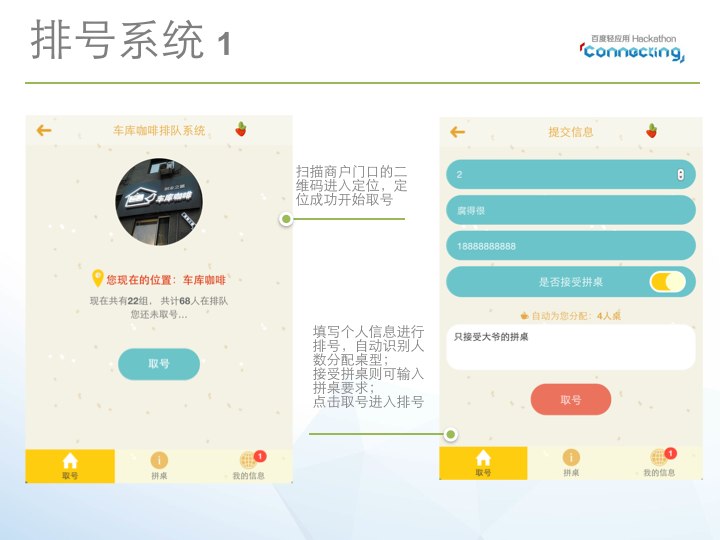 排号系统 1
百度轻应用 Hackathon
Connecting
车库咖啡排队系统
车库咖啡
您现在的位置：车库咖啡
现在共有22组， 共计68人在排队
您还未取号...
取号
取号
拼桌
1
我的信息
扫描商户门口的二
维码进入定位，定
位成功开始取号
填写个人信息进行
排号，自动识别人
数分配桌型；
接受拼桌则可输入
拼桌要求；
点击取号进入排号
提交信息
2
腐得很
18888888888
是否接受拼桌
自动为您分配：4人桌
只接受大爷的拼桌
取号
取号
拼桌
1
我的信息